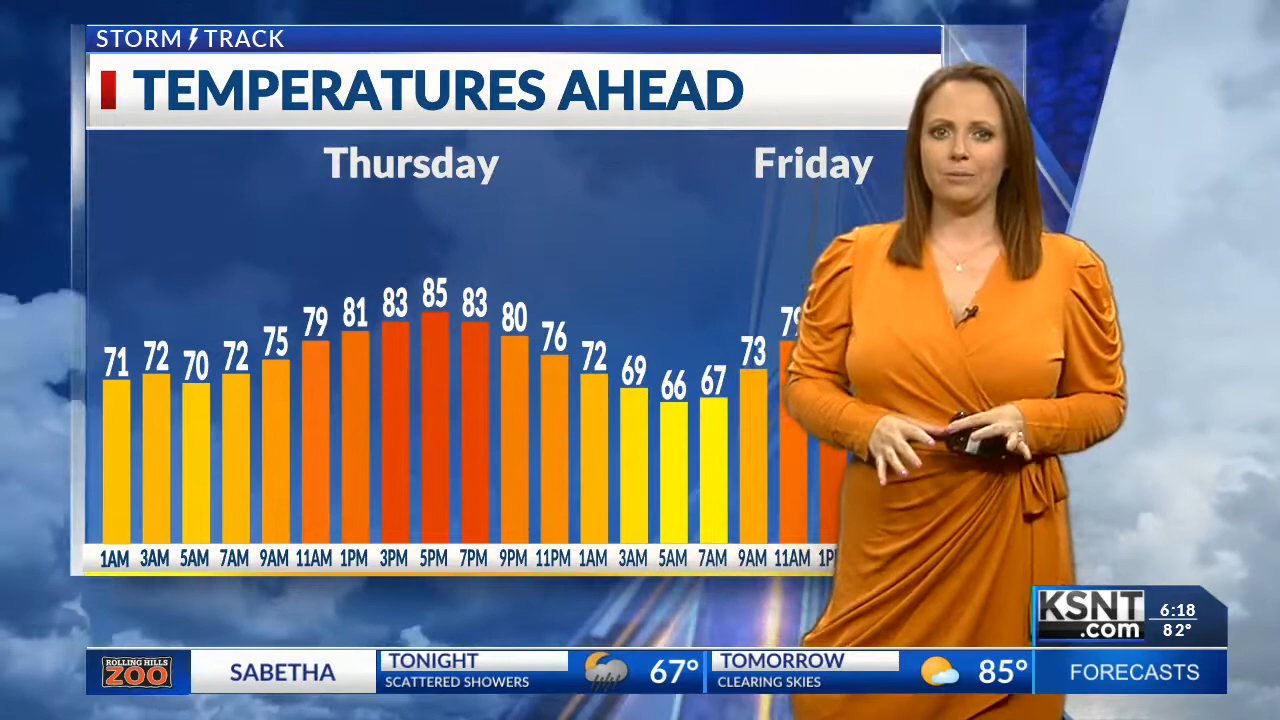 STORM TRACK
TEMPERATURES AHEAD
Thursday Friday
71 72 70 72 75 79 81 83 85 83 80 76 72 69 66 67 73
1AM 3AM 5AM 7AM 9AM 11AM 1PM 3PM 5PM 7PM 9PM 11PM 1AM 3AM 5AM 7AM 9AM 11AM
KSNT
.com
6:18
82°
ROLLING HILLS
ZOO
SABETHA
TONIGHT
SCATTERED SHOWERS
67°
TOMORROW
CLEARING SKIES
85°
FORECASTS